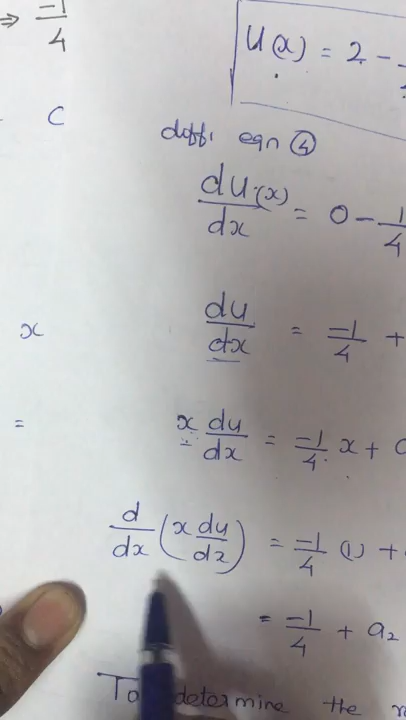 ⇒ -1/4
U(x) = 2 -
C
diff. eqn ④
du(x)/dx = 0 - 1/4
x du/dx = -1/4 +
= x du/dx = -1/4 x +
d/dx (x du/dx) = -1/4 (1) +
= -1/4 + a₂
To determine the